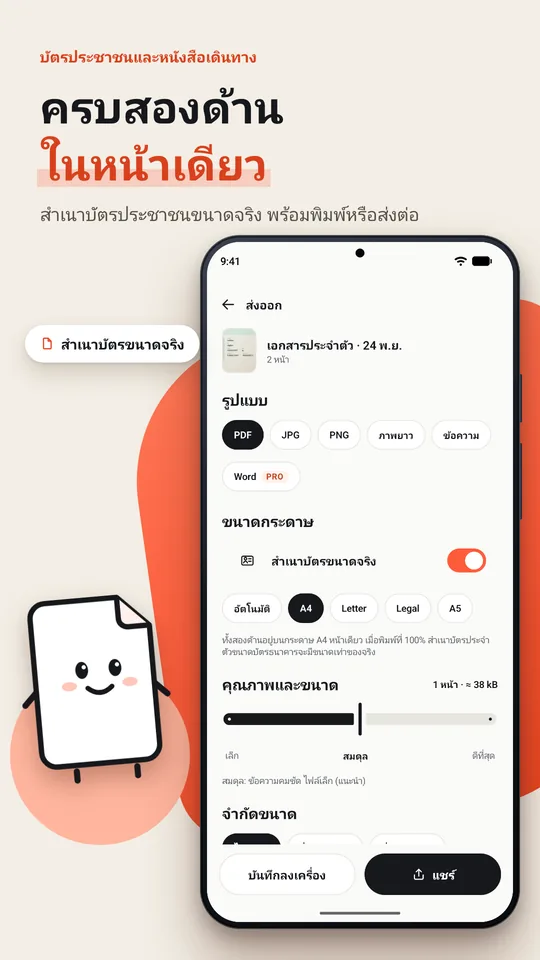 บัตรประชาชนและหนังสือเดินทาง
ครบสองด้าน
ในหน้าเดียว
สำเนาบัตรประชาชนขนาดจริง พร้อมพิมพ์หรือส่งต่อ
9:41
ส่งออก
สำเนาบัตรขนาดจริง
เอกสารประจำตัว · 24 พ.ย.
2 หน้า
รูปแบบ
PDF JPG PNG ภาพยาว ข้อความ
Word PRO
ขนาดกระดาษ
สำเนาบัตรขนาดจริง
อัตโนมัติ A4 Letter Legal A5
ทั้งสองด้านอยู่บนกระดาษ A4 หน้าเดียว เมื่อพิมพ์ที่ 100% สำเนาบัตรประจำ
ตัวขนาดบัตรธนาคารจะมีขนาดเท่าของจริง
คุณภาพและขนาด 1 หน้า · ≈ 38 kB
เล็ก สมดุล ดีที่สุด
สมดุล: ข้อความคมชัด ไฟล์เล็ก (แนะนำ)
จำกัดขนาด
บันทึกลงเครื่อง แชร์